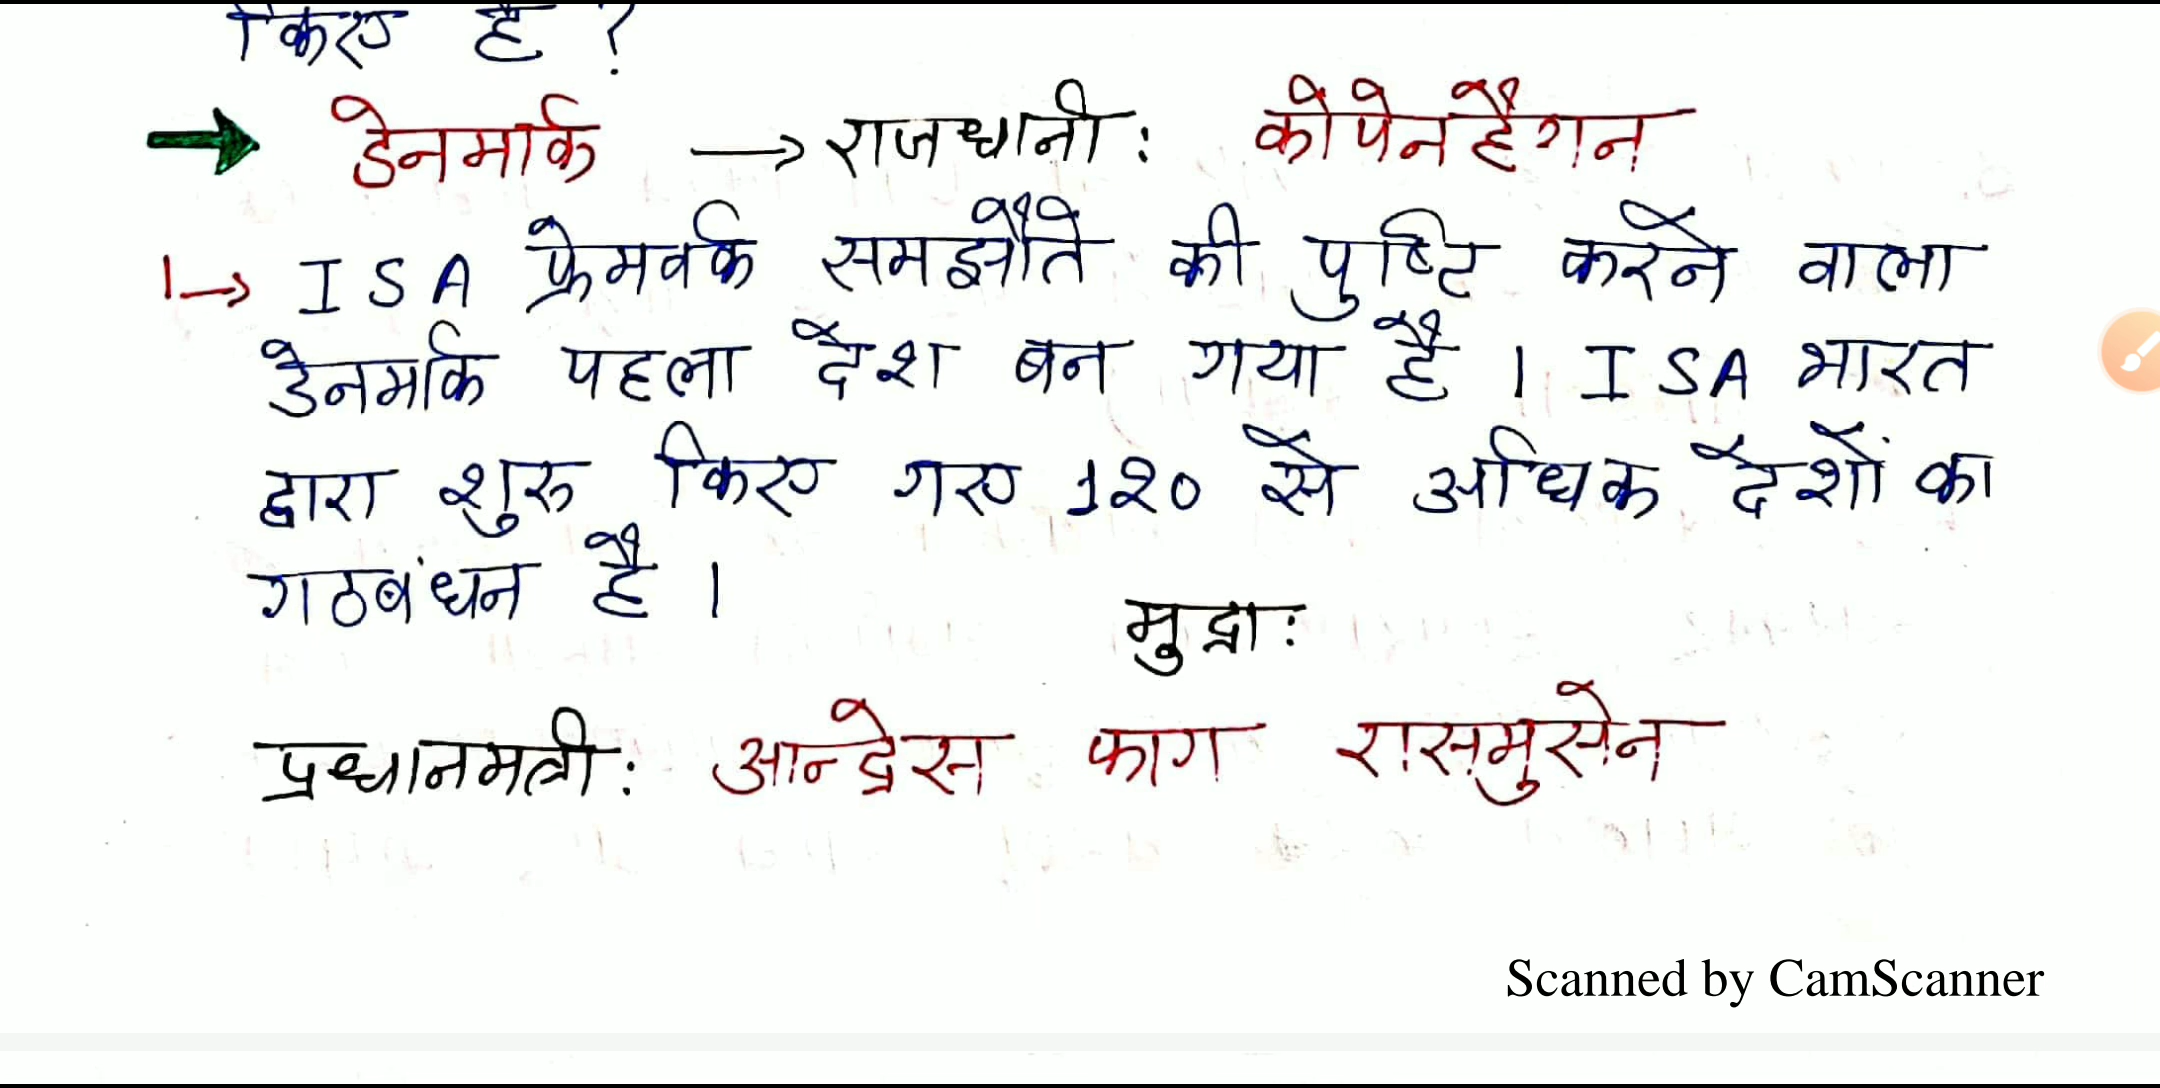 किए है ?
→ डेनमार्क → राजधानी : कोपेनहैगन
1→ ISA फ्रेमवर्क समझौते की पुष्टि करने वाला
डेनमार्क पहला देश बन गया है । ISA भारत
द्वारा शुरू किए गए 120 से अधिक देशों का
गठबंधन है ।
मुद्रा :
प्रधानमत्री : आन्द्रेस फाग रासमुसेन
Scanned by CamScanner